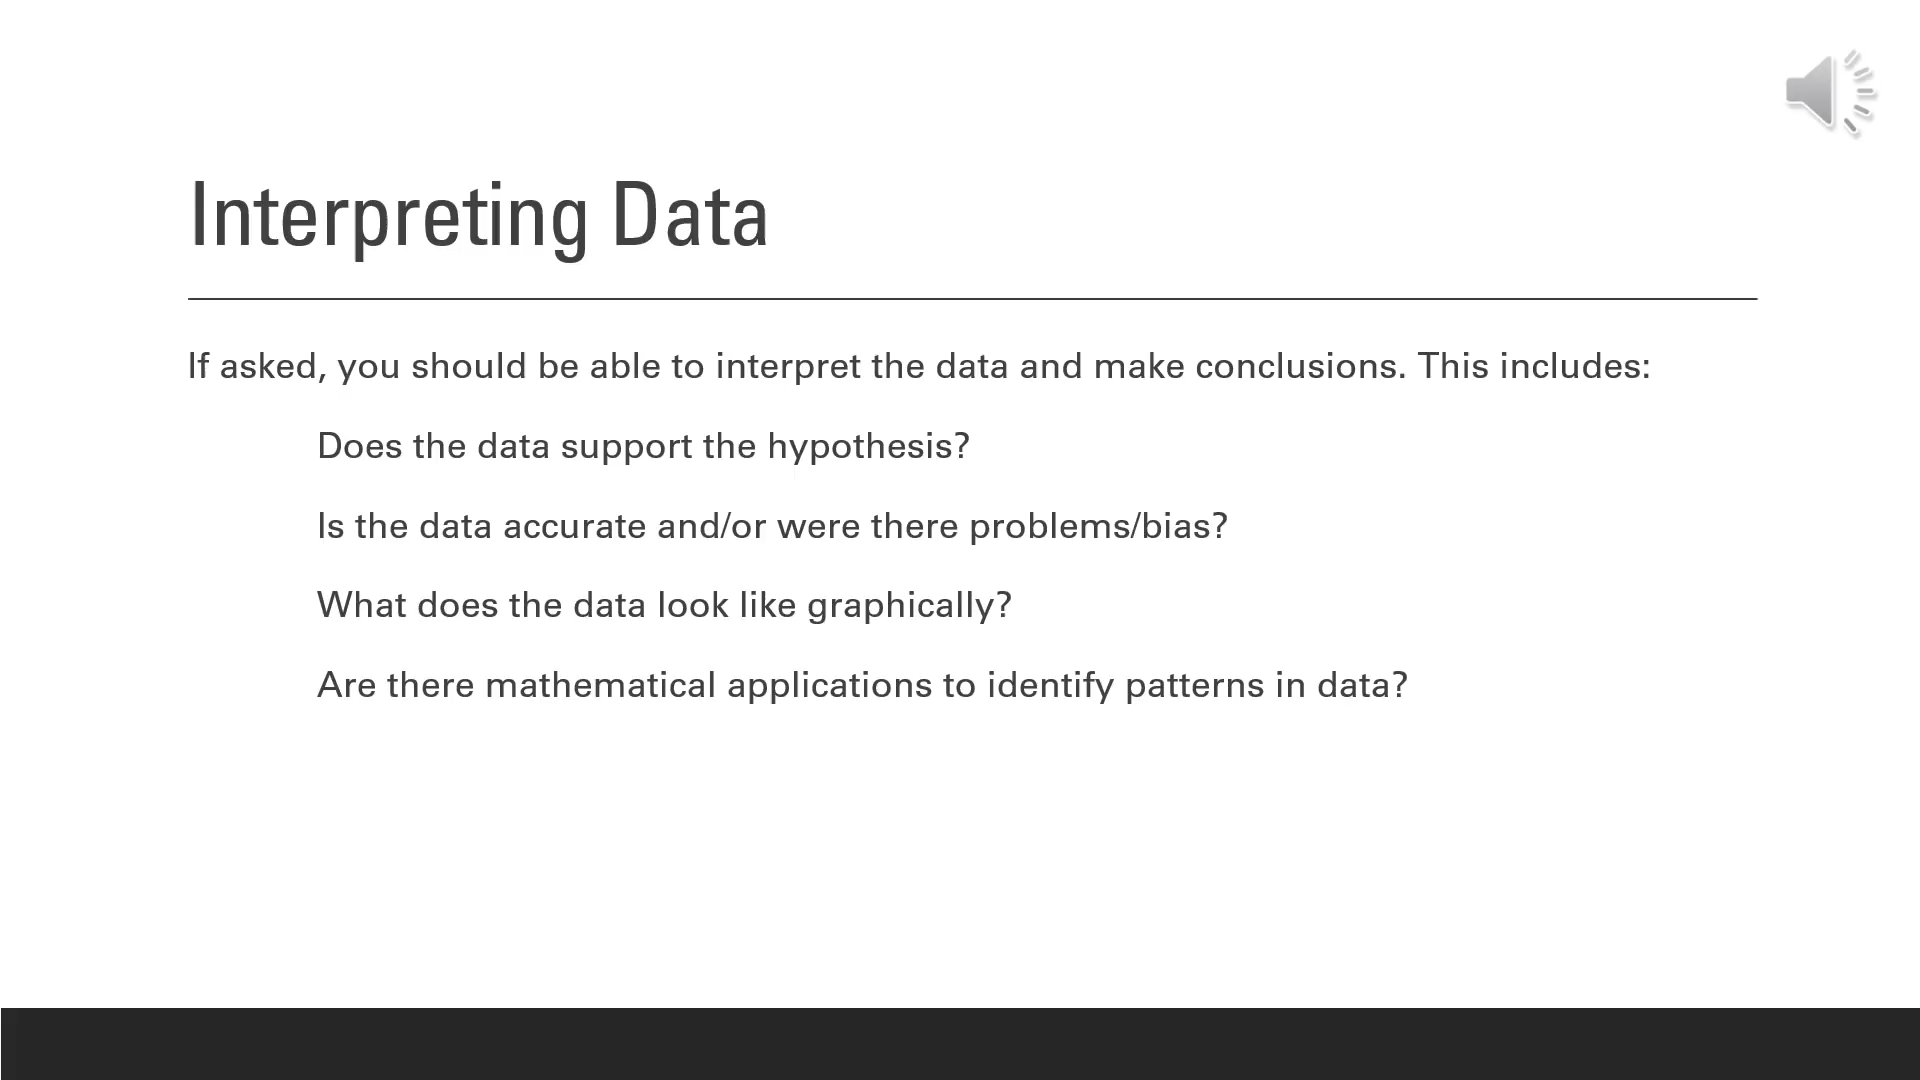 Interpreting Data
If asked, you should be able to interpret the data and make conclusions. This includes:
Does the data support the hypothesis?
Is the data accurate and/or were there problems/bias?
What does the data look like graphically?
Are there mathematical applications to identify patterns in data?